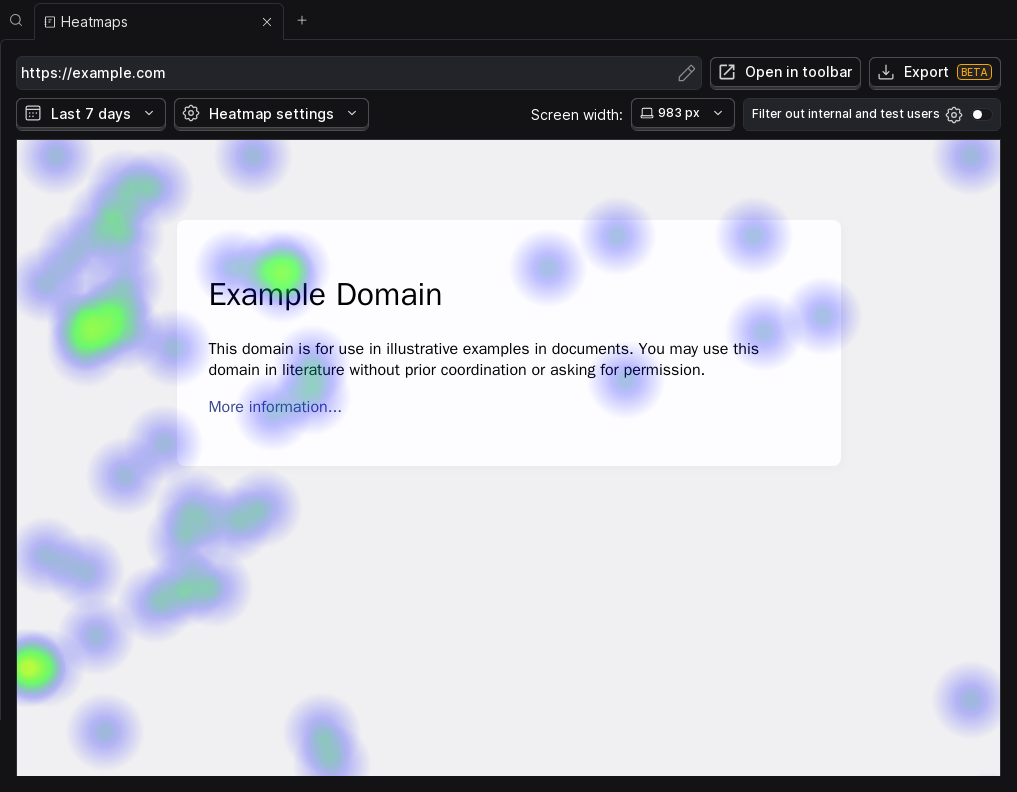 Heatmaps
https://example.com
Open in toolbar
Export BETA
Last 7 days
Heatmap settings
Screen width:
983 px
Filter out internal and test users
Example Domain
This domain is for use in illustrative examples in documents. You may use this
domain in literature without prior coordination or asking for permission.
More information...